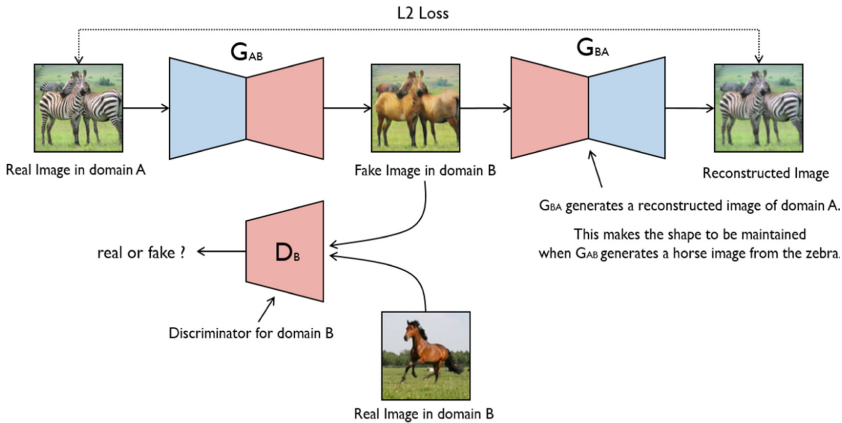 L2 Loss
GAB
GBA
Real Image in domain A
Fake Image in domain B
Reconstructed Image
GBA generates a reconstructed image of domain A.
This makes the shape to be maintained
when GAB generates a horse image from the zebra.
real or fake ?
DB
Discriminator for domain B
Real Image in domain B